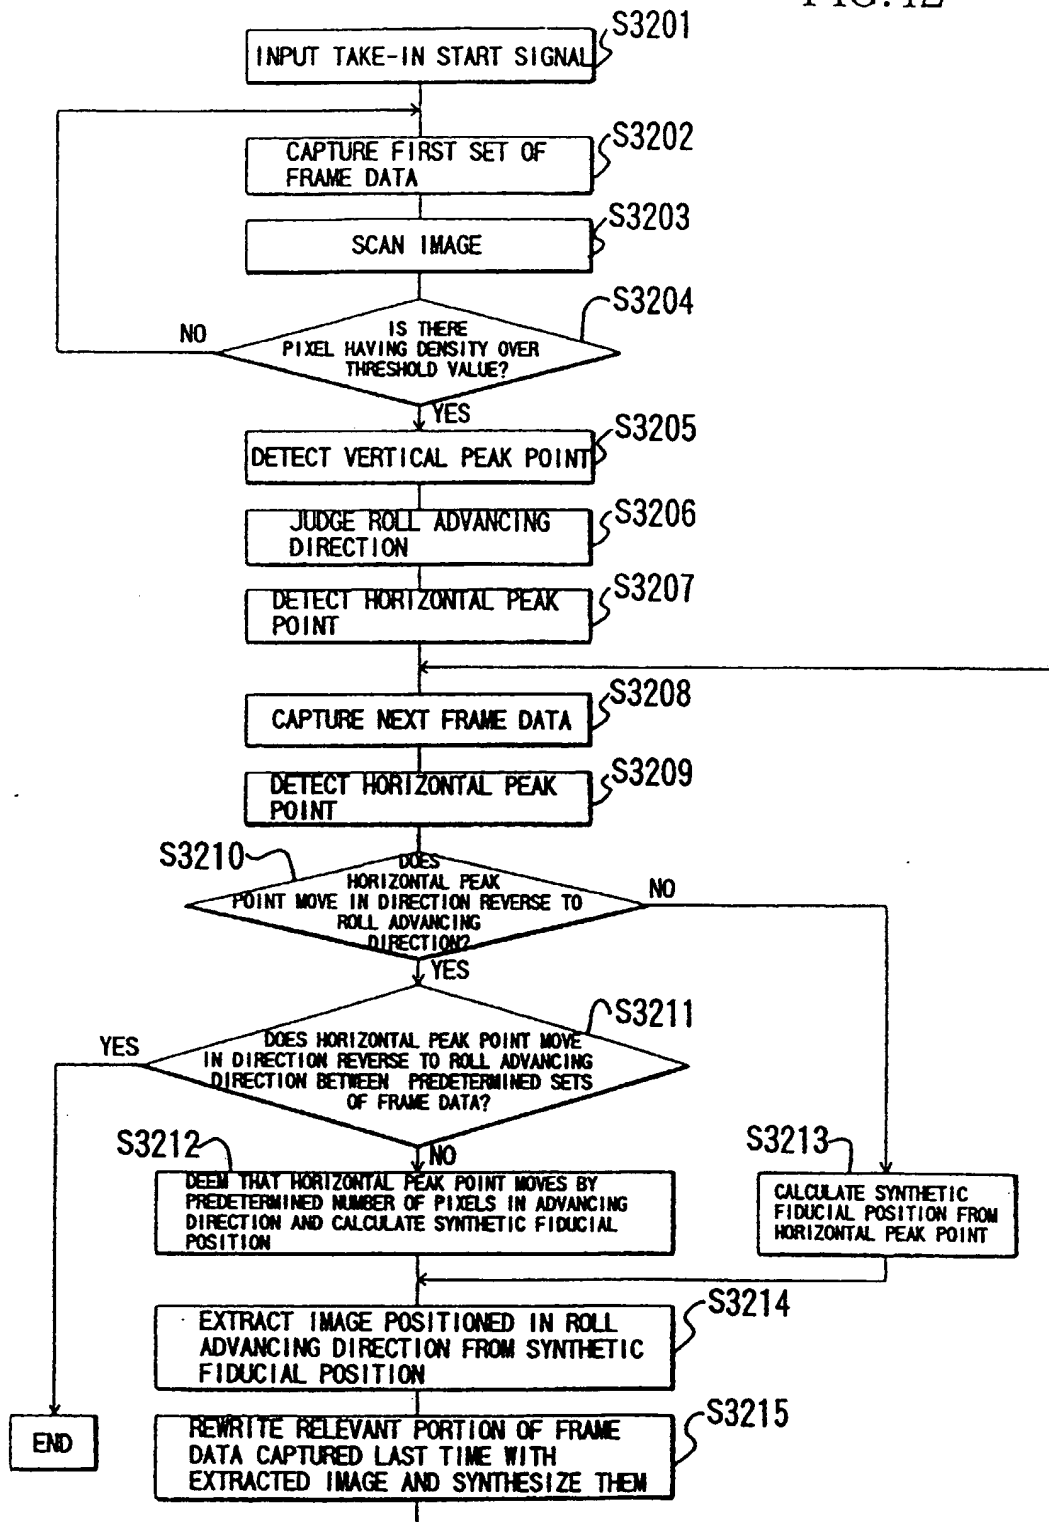 FIG.12
S3201
INPUT TAKE-IN START SIGNAL
S3202
CAPTURE FIRST SET OF
FRAME DATA
S3203
SCAN IMAGE
S3204
NO
IS THERE
PIXEL HAVING DENSITY OVER
THRESHOLD VALUE?
YES
S3205
DETECT VERTICAL PEAK POINT
S3206
JUDGE ROLL ADVANCING
DIRECTION
S3207
DETECT HORIZONTAL PEAK
POINT
S3208
CAPTURE NEXT FRAME DATA
S3209
DETECT HORIZONTAL PEAK
POINT
S3210
DOES
HORIZONTAL PEAK
POINT MOVE IN DIRECTION REVERSE TO
ROLL ADVANCING
DIRECTION?
NO
YES
S3211
YES
DOES HORIZONTAL PEAK POINT MOVE
IN DIRECTION REVERSE TO ROLL ADVANCING
DIRECTION BETWEEN PREDETERMINED SETS
OF FRAME DATA?
NO
S3212
DEEM THAT HORIZONTAL PEAK POINT MOVES BY
PREDETERMINED NUMBER OF PIXELS IN ADVANCING
DIRECTION AND CALCULATE SYNTHETIC FIDUCIAL
POSITION
S3213
CALCULATE SYNTHETIC
FIDUCIAL POSITION FROM
HORIZONTAL PEAK POINT
S3214
EXTRACT IMAGE POSITIONED IN ROLL
ADVANCING DIRECTION FROM SYNTHETIC
FIDUCIAL POSITION
S3215
REWRITE RELEVANT PORTION OF FRAME
DATA CAPTURED LAST TIME WITH
EXTRACTED IMAGE AND SYNTHESIZE THEM
END